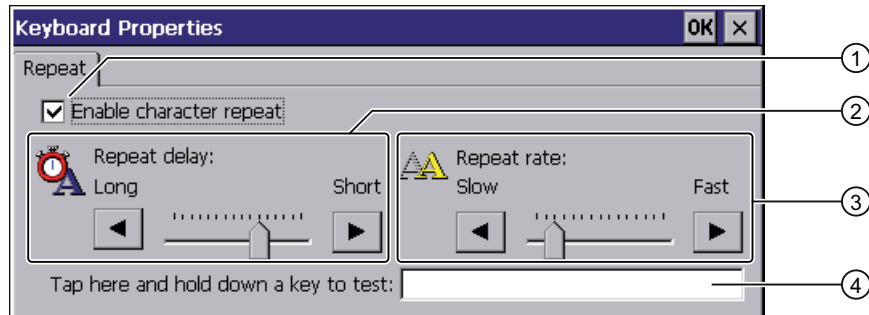 Keyboard Properties OK ×
Repeat
1
Enable character repeat
2
Repeat delay:
Long Short
Repeat rate:
Slow Fast
3
Tap here and hold down a key to test:
4